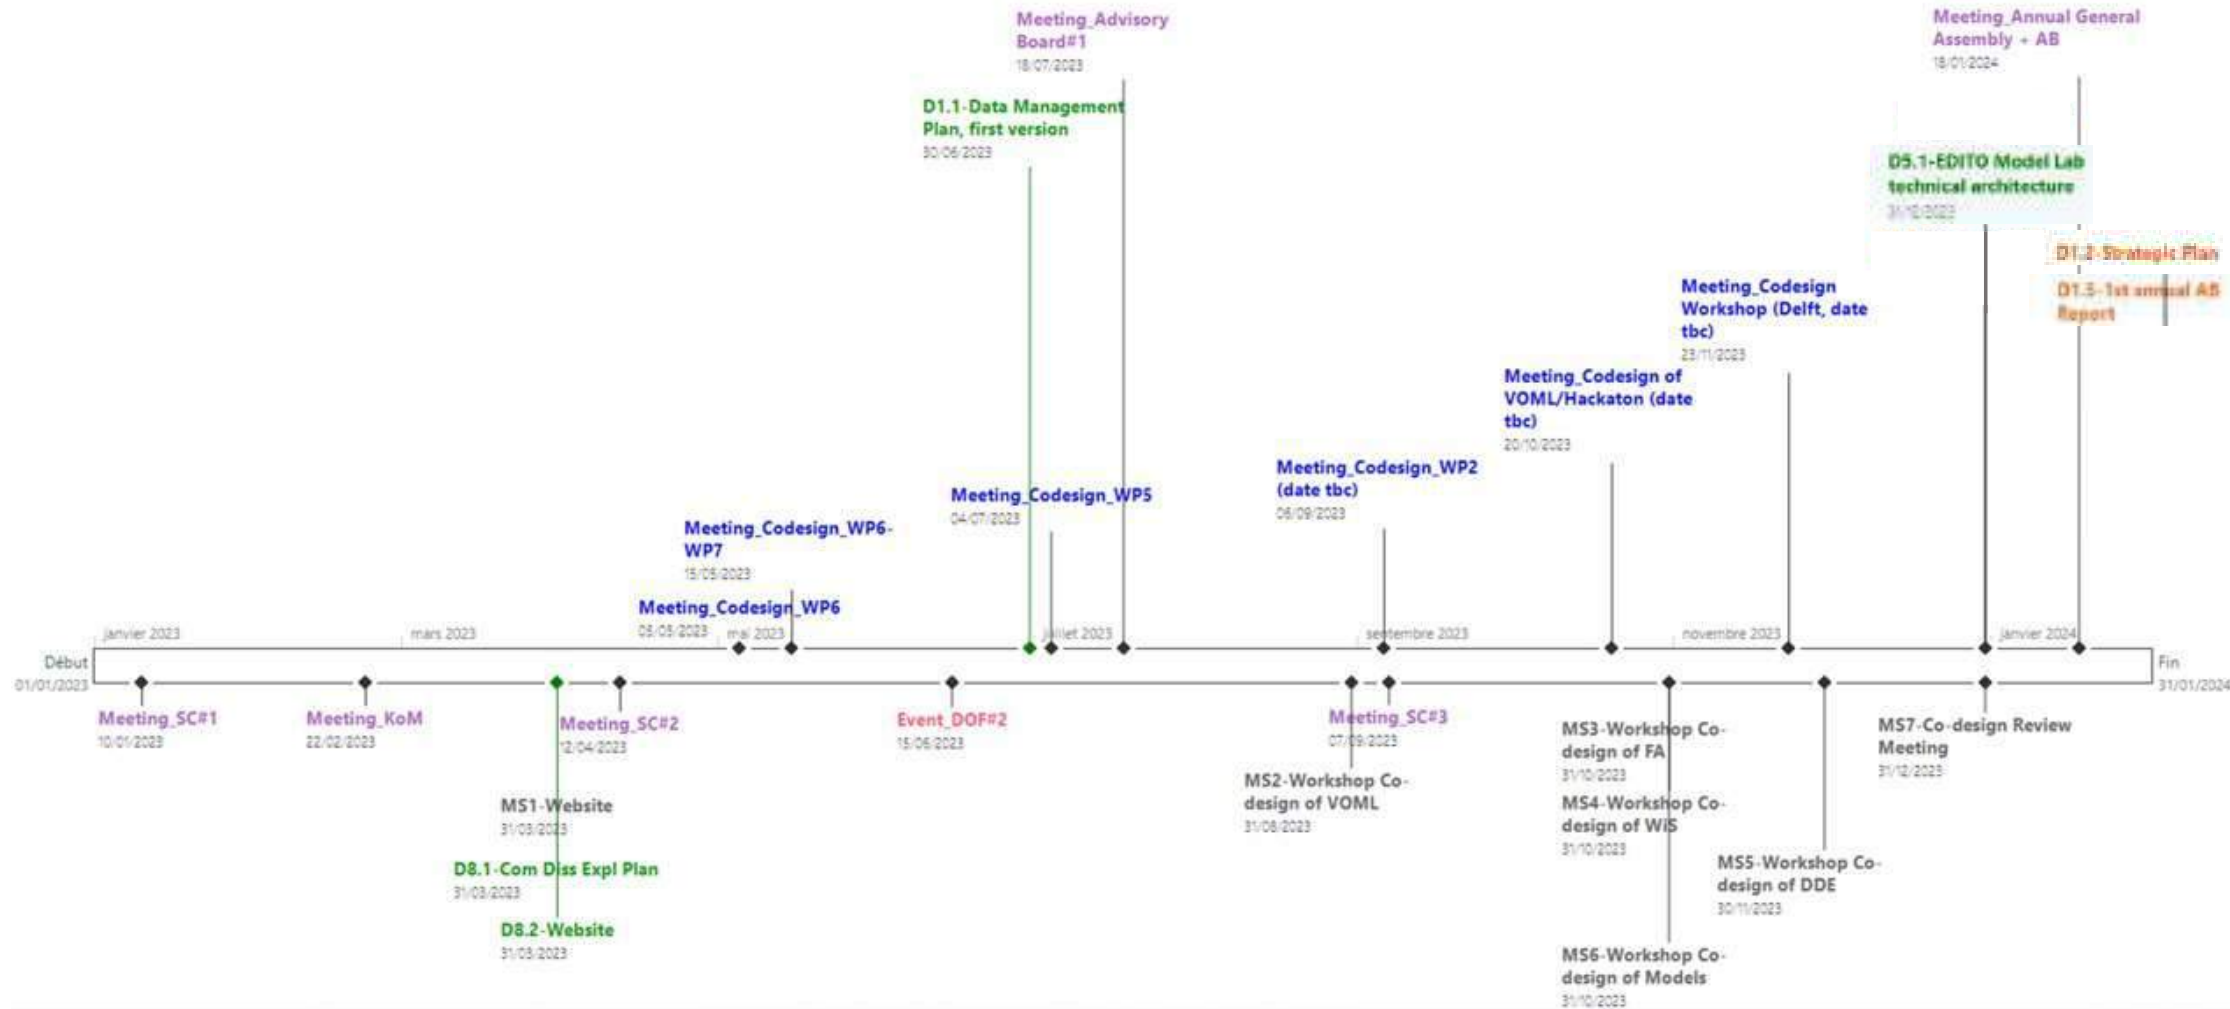 Meeting_Advisory
Board#1
18/07/2023
Meeting_Annual General
Assembly + AB
18/01/2024
D1.1-Data Management
Plan, first version
30/06/2023
D5.1-EDITO Model Lab
technical architecture
31/12/2023
D1.2-Strategic Plan
D1.5-1st annual AB
Report
Meeting_Codesign
Workshop (Delft, date
tbc)
23/11/2023
Meeting_Codesign of
VOML/Hackaton (date
tbc)
20/10/2023
Meeting_Codesign_WP2
(date tbc)
06/09/2023
Meeting_Codesign_WP5
04/07/2023
Meeting_Codesign_WP6-
WP7
15/05/2023
Meeting_Codesign_WP6
05/05/2023
janvier 2023
mars 2023
mai 2023
juillet 2023
septembre 2023
novembre 2023
janvier 2024
Début
01/01/2023
Fin
31/01/2024
Meeting_SC#1
10/01/2023
Meeting_KoM
22/02/2023
Meeting_SC#2
12/04/2023
Event_DOF#2
15/06/2023
Meeting_SC#3
07/09/2023
MS1-Website
31/03/2023
D8.1-Com Diss Expl Plan
31/03/2023
D8.2-Website
31/03/2023
MS2-Workshop Co-
design of VOML
31/08/2023
MS3-Workshop Co-
design of FA
31/10/2023
MS4-Workshop Co-
design of WiS
31/10/2023
MS7-Co-design Review
Meeting
31/12/2023
MS5-Workshop Co-
design of DDE
30/11/2023
MS6-Workshop Co-
design of Models
31/10/2023